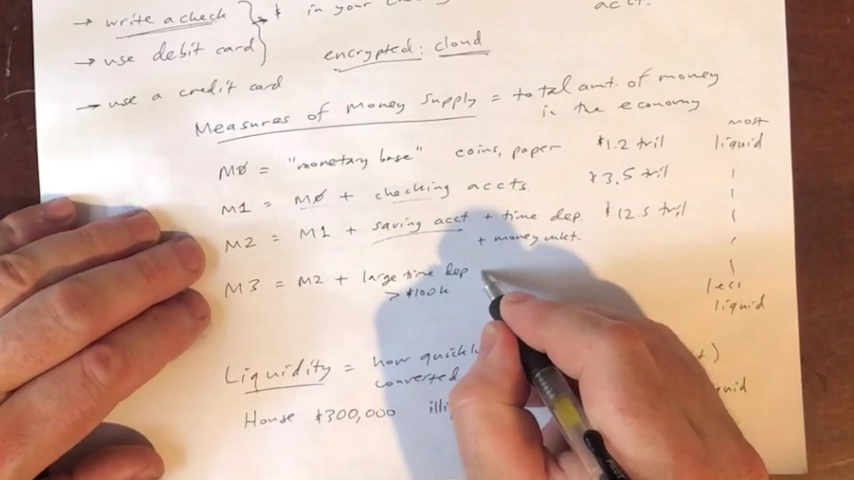 → write a check $ in your
acct.
→ use debit card
encrypted: cloud
→ use a credit card
Measures of Money Supply = total amt. of money
in the economy
most
liquid
MØ = "monetary base" coins, paper $1.2 tril
M1 = MØ + checking accts. $3.5 tril
M2 = M1 + saving acct. + time dep. $12.5 tril
+ money mkt.
M3 = M2 + large time dep
> $100k
less
liquid
Liquidity = how quickl
converted
House $300,000